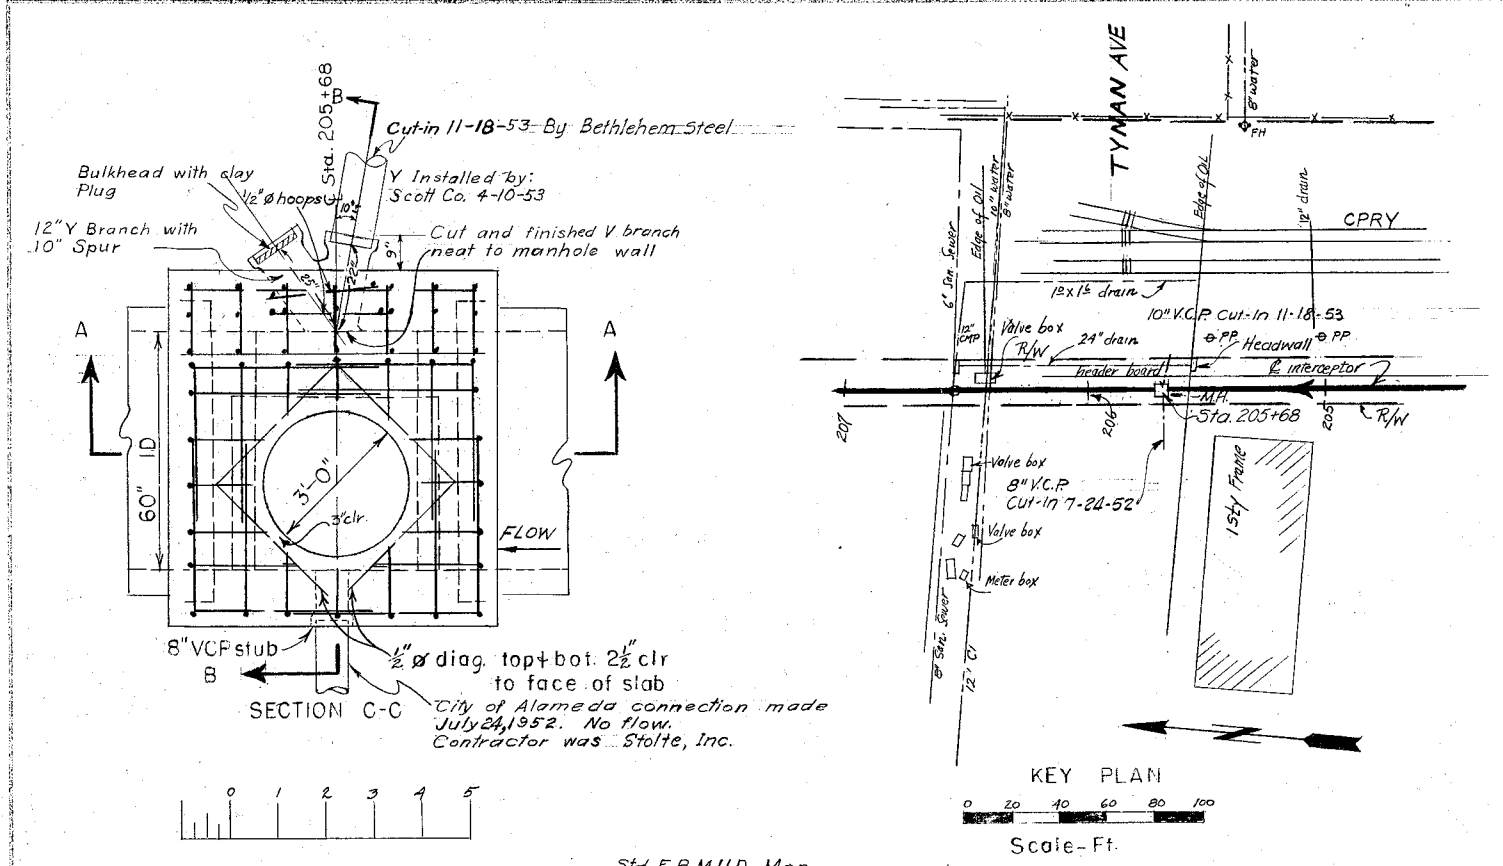 B
℄ Sta. 205+68
Cut-in 11-18-53 By Bethlehem Steel
Bulkhead with clay
Plug
1/2" Ø hoops
Y Installed by:
Scott Co. 4-10-53
10"
12" Y Branch with
10" Spur
Cut and finished V branch
neat to manhole wall
9"
25"
22"
A
A
60" I.D
3'-0"
3" clr.
FLOW
8" VCP stub
B
1/2" Ø diag. top + bot. 2 1/2" clr
to face of slab
SECTION C-C
City of Alameda connection made
July 24, 1952. No flow.
Contractor was Stolte, Inc.
0 1 2 3 4 5
TYMAN AVE
8" water
FH
6" San. Sewer
Edge of Oil
10" water
8" water
Edge of Oil
12" drain
CPRY
drain
10" V.C.P. Cut-In 11-18-53
12" CMP
Valve box
R/W
24" drain
PP
PP
Headwall
header board
℄ interceptor
M.H.
Sta. 205+68
207
206
205
R/W
Valve box
8" V.C.P.
Cut-In 7-24-52
Valve box
Meter box
1 Sty Frame
8" San. Sewer
12" CI
KEY PLAN
0 20 40 60 80 100
Scale-Ft.